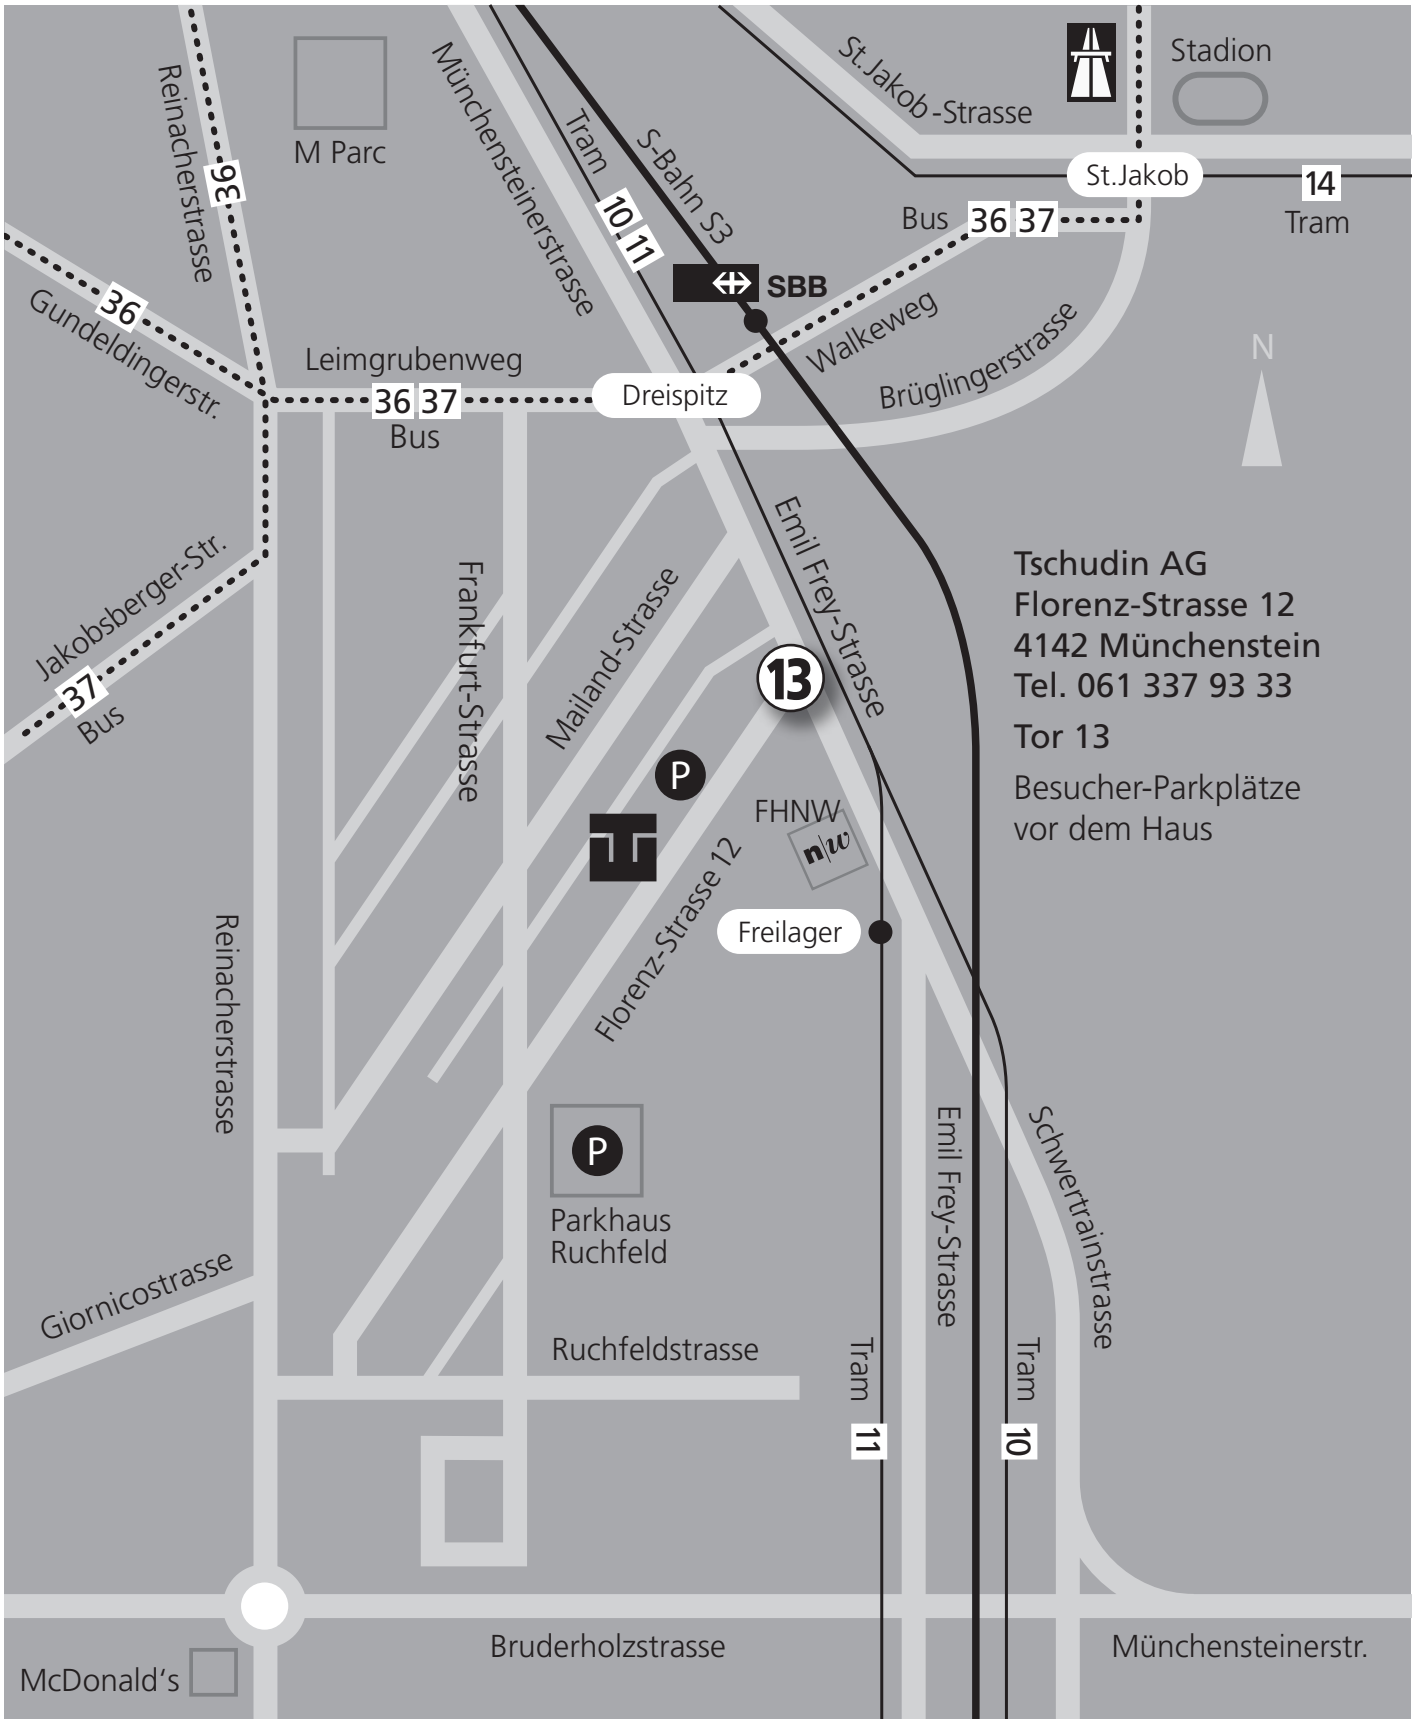 Reinacherstrasse
36
M Parc
Münchensteinerstrasse
Tram
10
11
S-Bahn S3
SBB
St.Jakob-Strasse
Stadion
St.Jakob
14
Tram
Bus 36 37
Walkeweg
Brüglingerstrasse
N
36
Gundeldingerstr.
Leimgrubenweg
36 37
Bus
Dreispitz
Jakobsberger-Str.
37
Bus
Frankfurt-Strasse
Mailand-Strasse
Emil Frey-Strasse
13
Tschudin AG
Florenz-Strasse 12
4142 Münchenstein
Tel. 061 337 93 33
Tor 13
Besucher-Parkplätze
vor dem Haus
P
FHNW
n|w
Florenz-Strasse 12
Freilager
Reinacherstrasse
P
Parkhaus
Ruchfeld
Emil Frey-Strasse
Schwertrainstrasse
Giornicostrasse
Ruchfeldstrasse
Tram
11
Tram
10
Bruderholzstrasse
Münchensteinerstr.
McDonald‘s